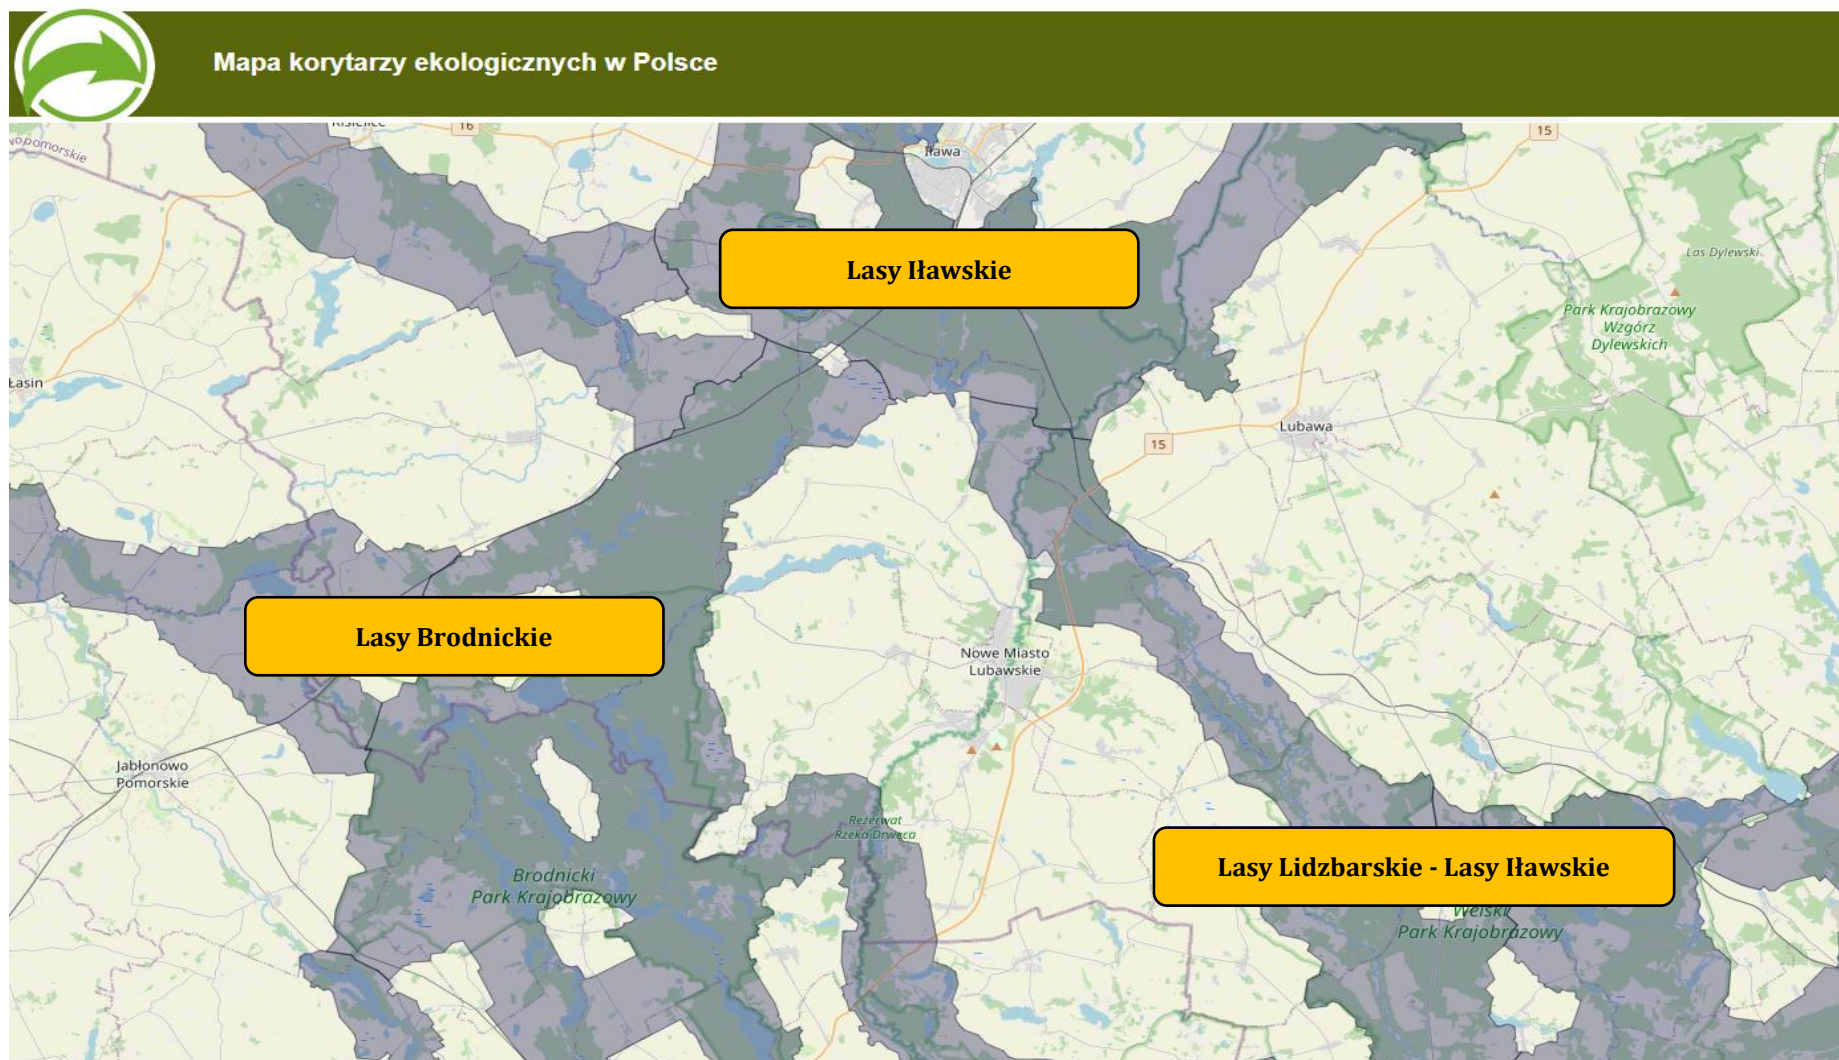 Mapa korytarzy ekologicznych w Polsce
Kisielice
16
15
Iława
Las Dylewski
Lasy Iławskie
Park Krajobrazowy
Wzgórz
Dylewskich
Łasin
Lubawa
15
Lasy Brodnickie
Nowe Miasto
Lubawskie
Jabłonowo
Pomorskie
Rezerwat
Rzeka Drwęca
Lasy Lidzbarskie - Lasy Iławskie
Brodnicki
Park Krajobrazowy
Welski
Park Krajobrazowy